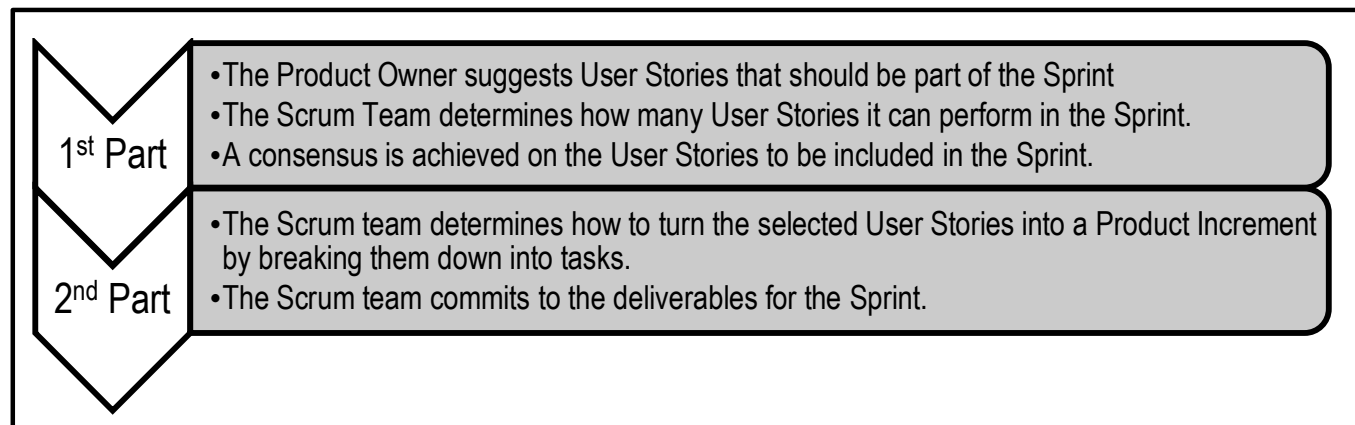 1st Part
•The Product Owner suggests User Stories that should be part of the Sprint
•The Scrum Team determines how many User Stories it can perform in the Sprint.
•A consensus is achieved on the User Stories to be included in the Sprint.
2nd Part
•The Scrum team determines how to turn the selected User Stories into a Product Increment
by breaking them down into tasks.
•The Scrum team commits to the deliverables for the Sprint.